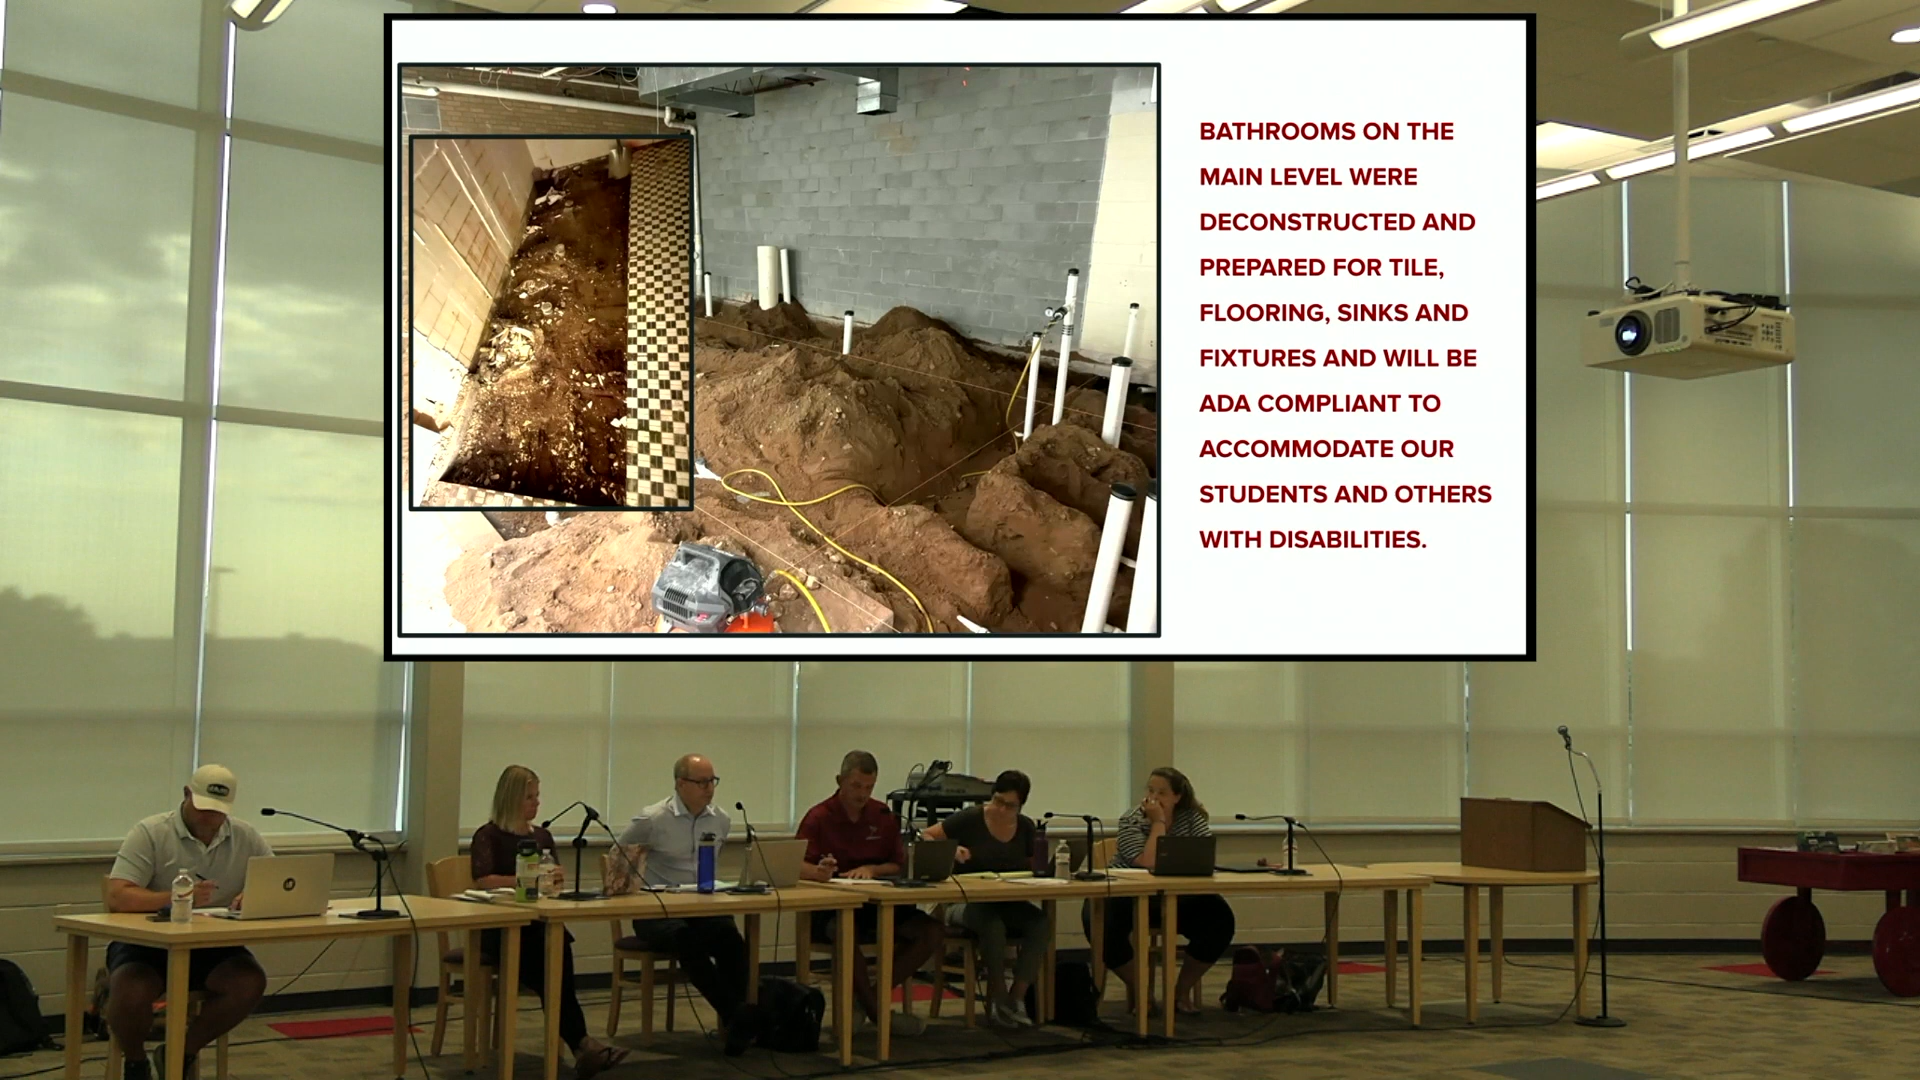 BATHROOMS ON THE
MAIN LEVEL WERE
DECONSTRUCTED AND
PREPARED FOR TILE,
FLOORING, SINKS AND
FIXTURES AND WILL BE
ADA COMPLIANT TO
ACCOMMODATE OUR
STUDENTS AND OTHERS
WITH DISABILITIES.